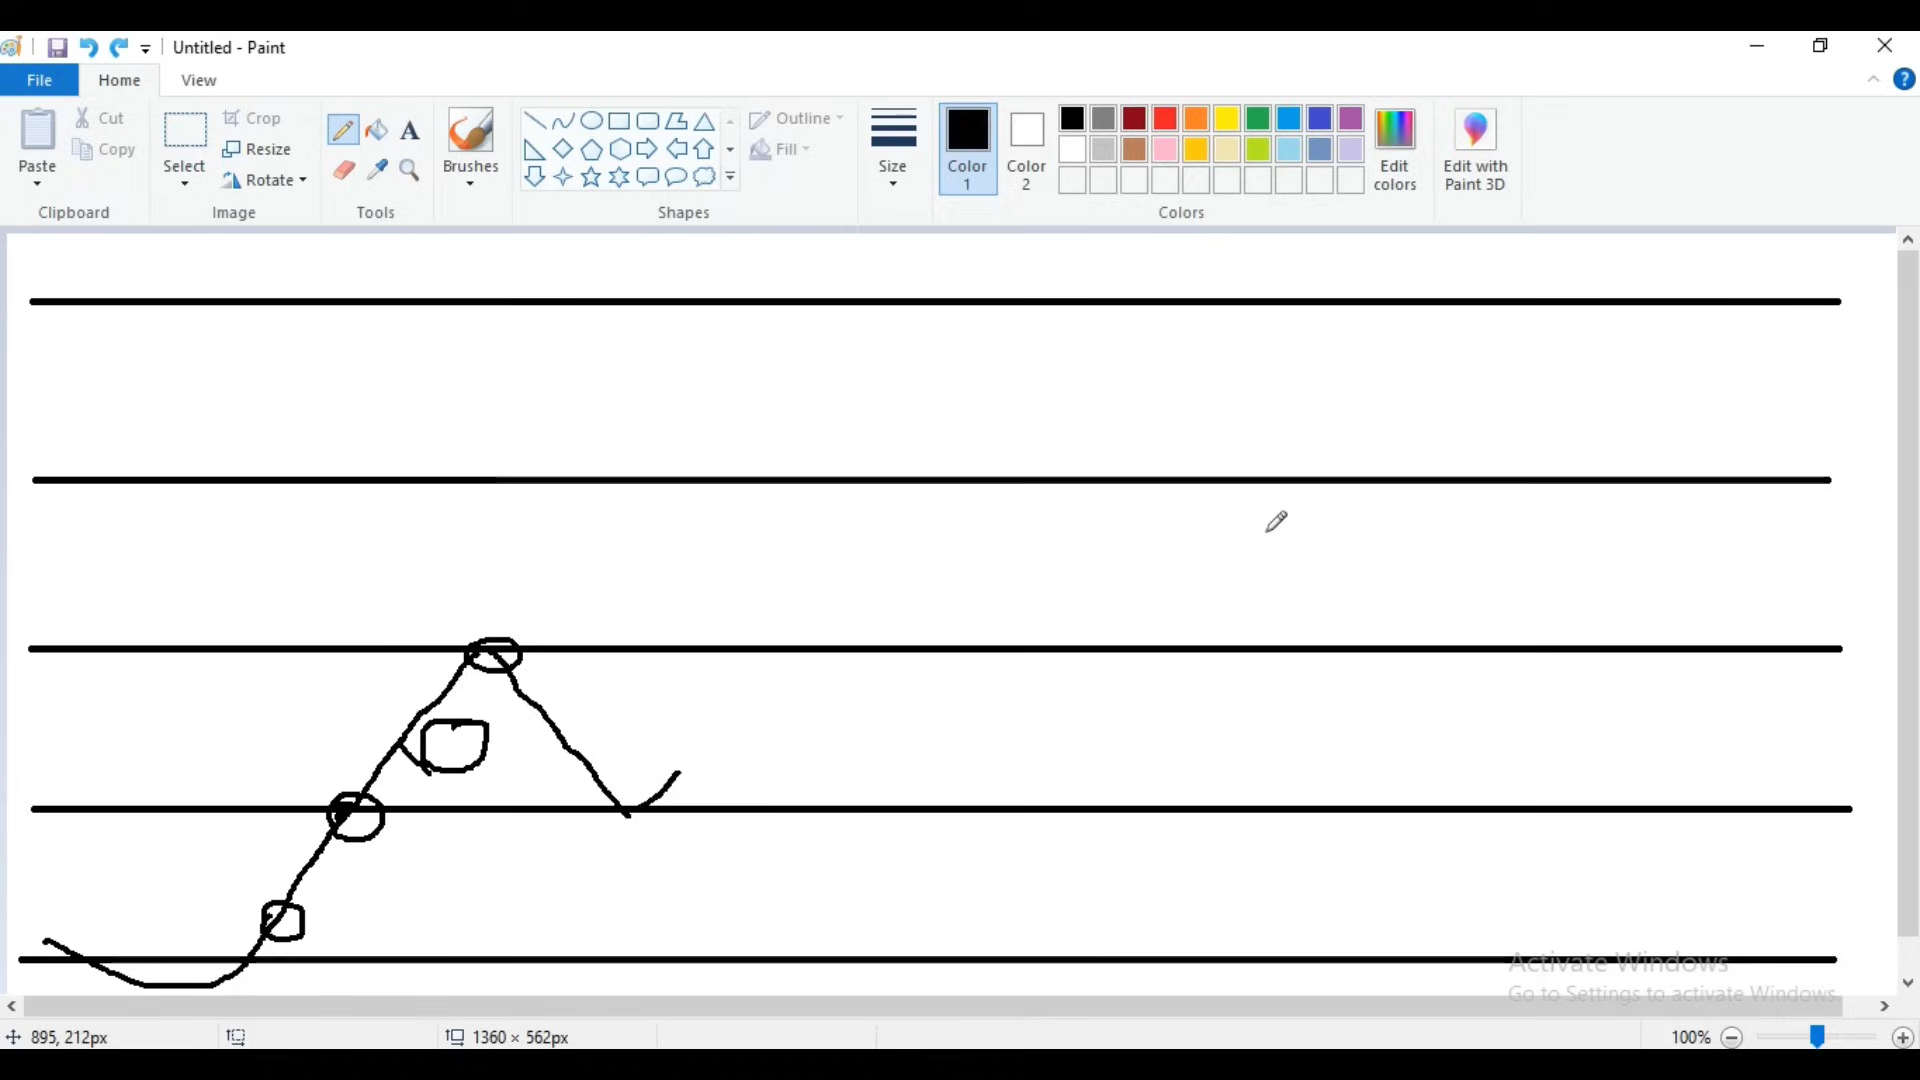 Untitled - Paint
File Home View
Paste Cut Copy
Clipboard
Select Crop Resize Rotate
Image
Tools
Brushes
Shapes
Outline
Fill
Size
Color 1
Color 2
Edit colors
Colors
Edit with Paint 3D
Activate Windows
Go to Settings to activate Windows.
895, 212px
1360 × 562px
100%